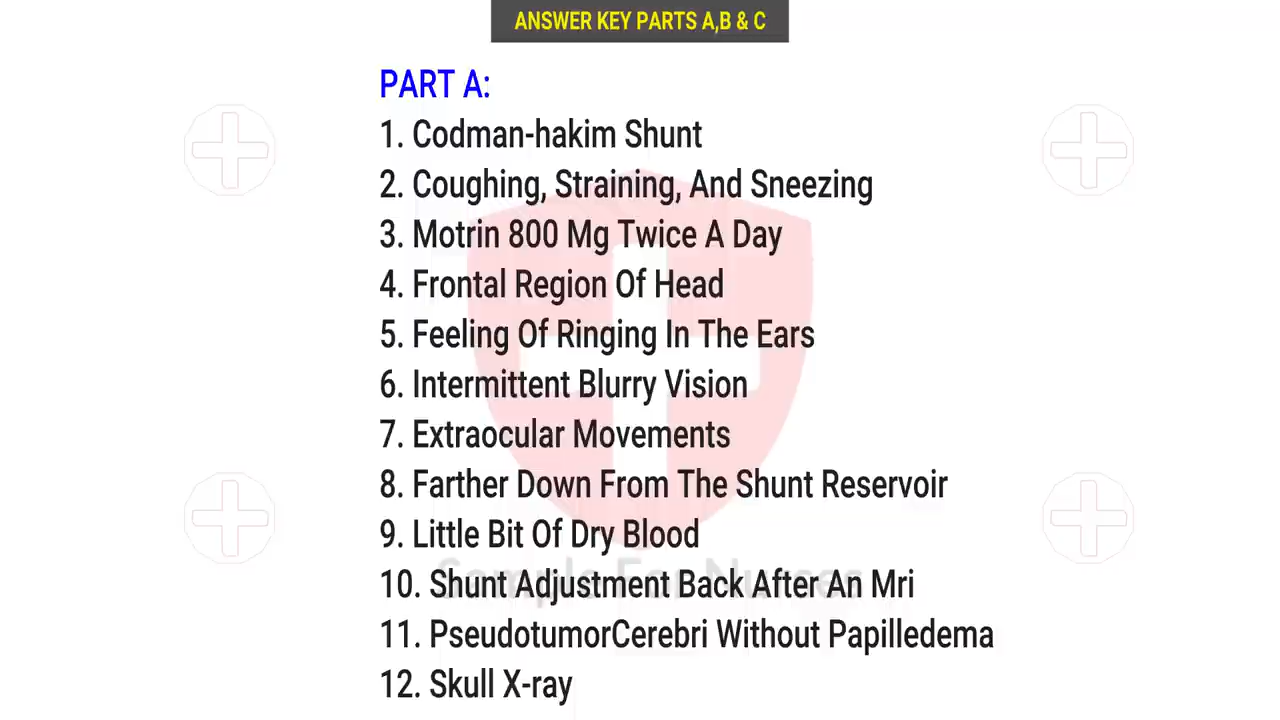 ANSWER KEY PARTS A,B & C
PART A:
1. Codman-hakim Shunt
2. Coughing, Straining, And Sneezing
3. Motrin 800 Mg Twice A Day
4. Frontal Region Of Head
5. Feeling Of Ringing In The Ears
6. Intermittent Blurry Vision
7. Extraocular Movements
8. Farther Down From The Shunt Reservoir
9. Little Bit Of Dry Blood
Sample For Nurses
10. Shunt Adjustment Back After An Mri
11. PseudotumorCerebri Without Papilledema
12. Skull X-ray